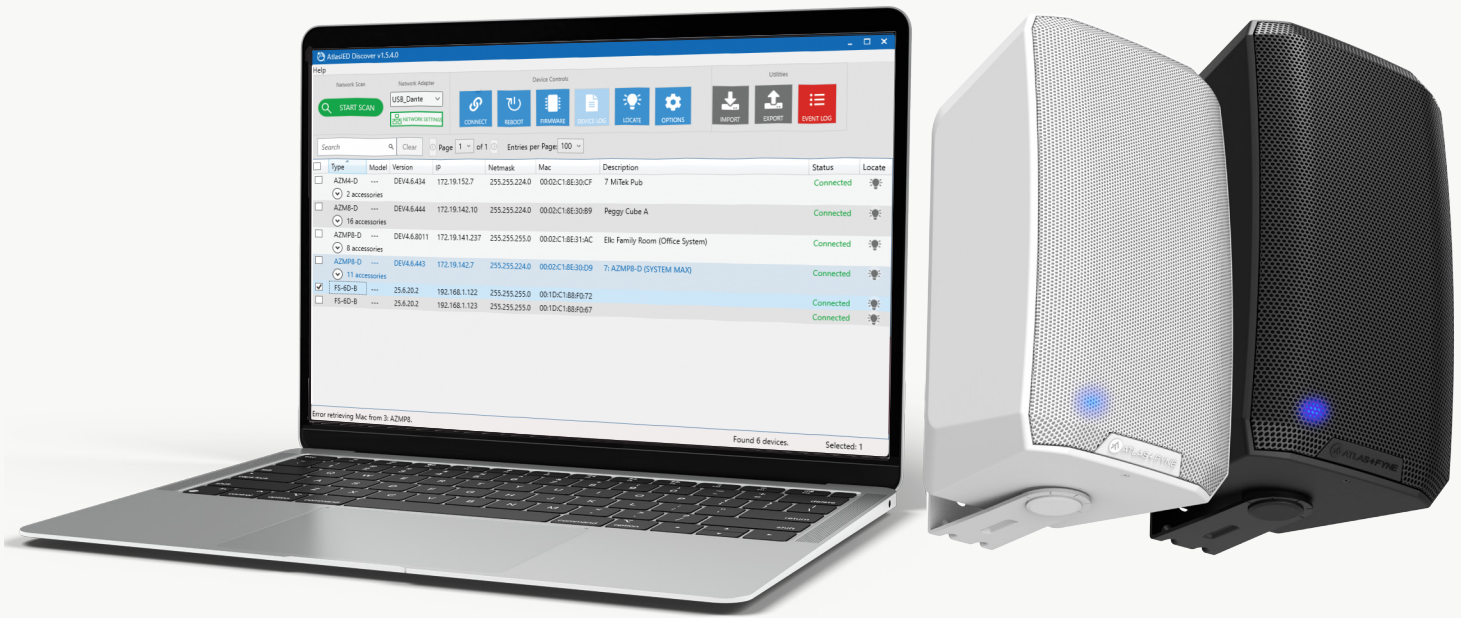 AtlasIED Discover v1.5.4.0
Help
Network Scan Network Adapter Device Controls Utilities
START SCAN USB_Dante
NETWORK SETTINGS CONNECT REBOOT FIRMWARE DEVICE LOG LOCATE OPTIONS IMPORT EXPORT EVENT LOG
Search Clear Page 1 of 1 Entries per Page: 100
Type Model Version IP Netmask Mac Description Status Locate
AZM4-D --- DEV4.6.434 172.19.152.7 255.255.224.0 00:02:C1:8E:30:CF 7 MiTek Pub Connected
2 accessories
AZM8-D --- DEV4.6.444 172.19.142.10 255.255.224.0 00:02:C1:8E:30:B9 Peggy Cube A Connected
16 accessories
AZMP8-D --- DEV4.6.8011 172.19.141.237 255.255.255.0 00:02:C1:8E:31:AC Elk: Family Room (Office System) Connected
8 accessories
AZMP8-D --- DEV4.6.443 172.19.142.7 255.255.224.0 00:02:C1:8E:30:D9 7: AZMP8-D (SYSTEM MAX) Connected
11 accessories
FS-6D-B --- 25.6.20.2 192.168.1.122 255.255.255.0 00:1D:C1:B8:F0:72 Connected
FS-6D-B --- 25.6.20.2 192.168.1.123 255.255.255.0 00:1D:C1:B8:F0:67 Connected
Error retrieving Mac from 3: AZMP8.
Found 6 devices. Selected: 1
ATLAS+FYNE
ATLAS+FYNE